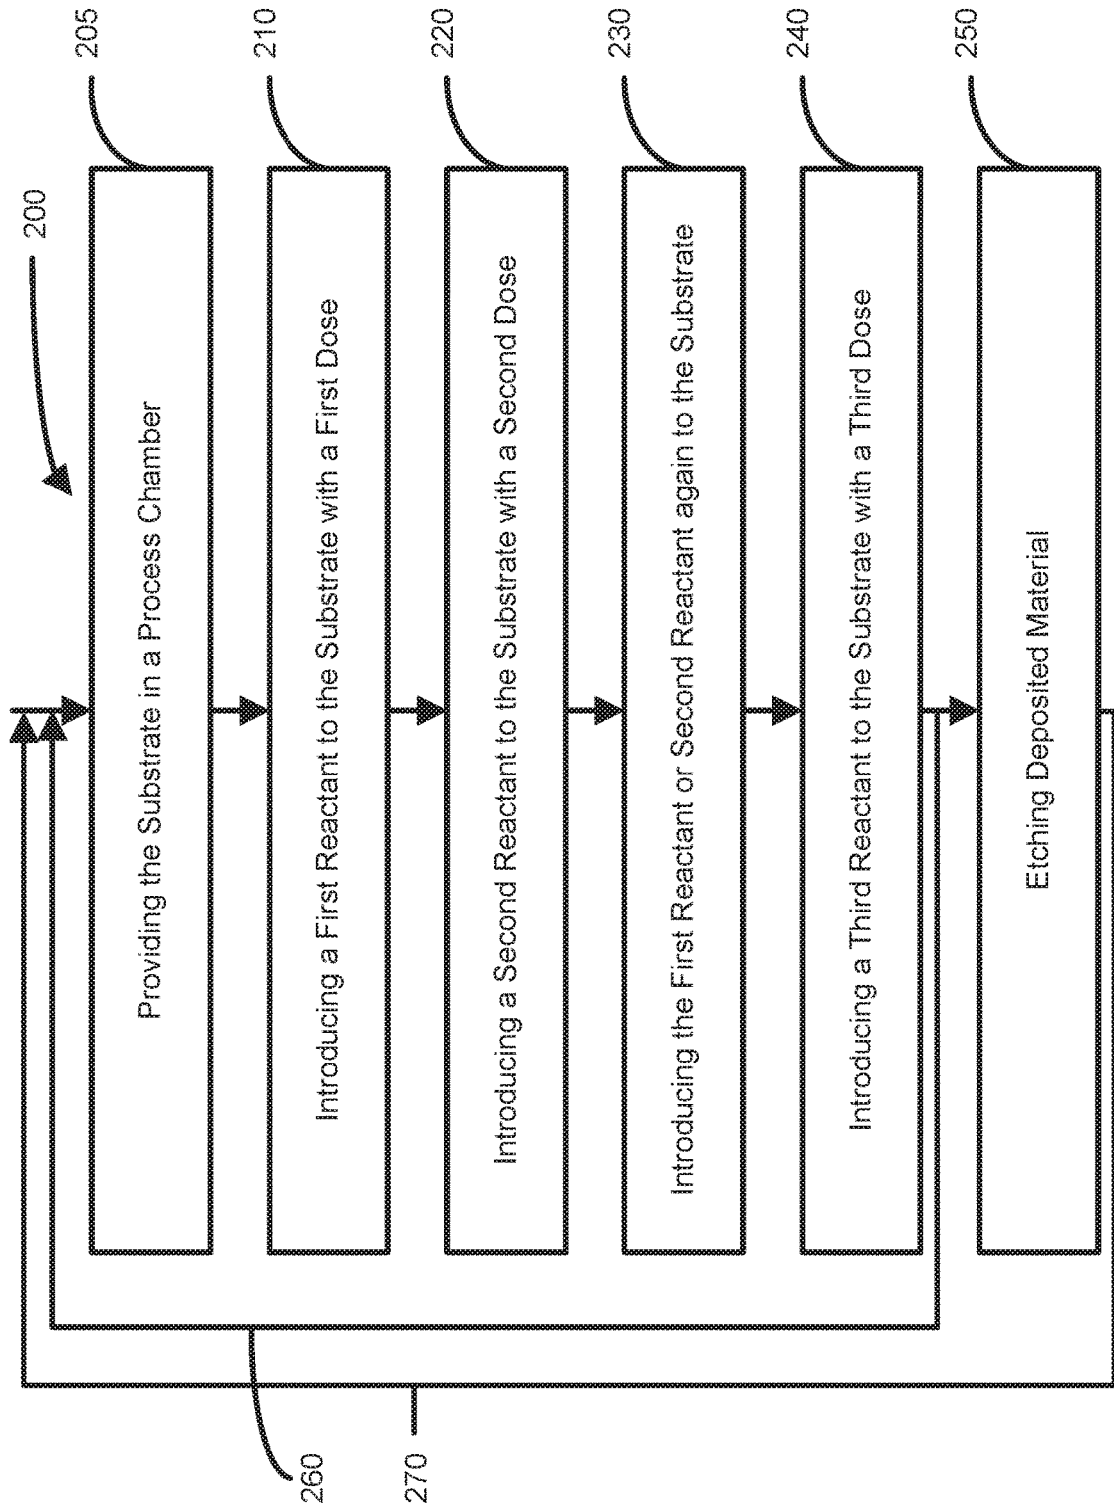 200
Providing the Substrate in a Process Chamber
205
Introducing a First Reactant to the Substrate with a First Dose
210
Introducing a Second Reactant to the Substrate with a Second Dose
220
Introducing the First Reactant or Second Reactant again to the Substrate
230
Introducing a Third Reactant to the Substrate with a Third Dose
240
Etching Deposited Material
250
260
270